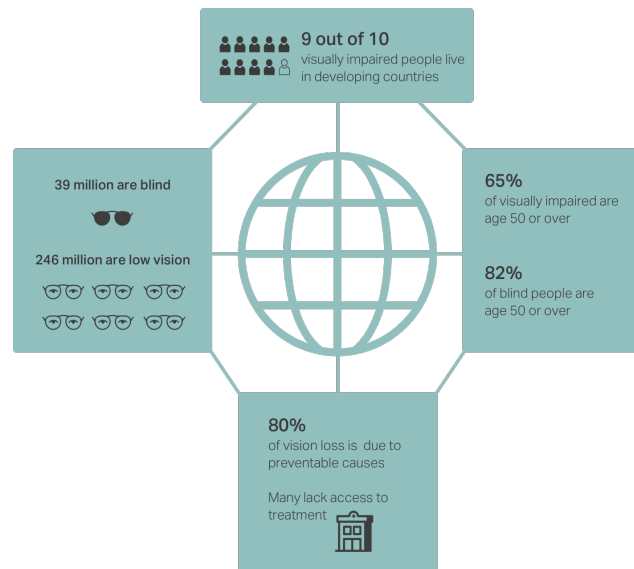 9 out of 10
visually impaired people live
in developing countries
39 million are blind
246 million are low vision
65%
of visually impaired are
age 50 or over
82%
of blind people are
age 50 or over
80%
of vision loss is due to
preventable causes
Many lack access to
treatment